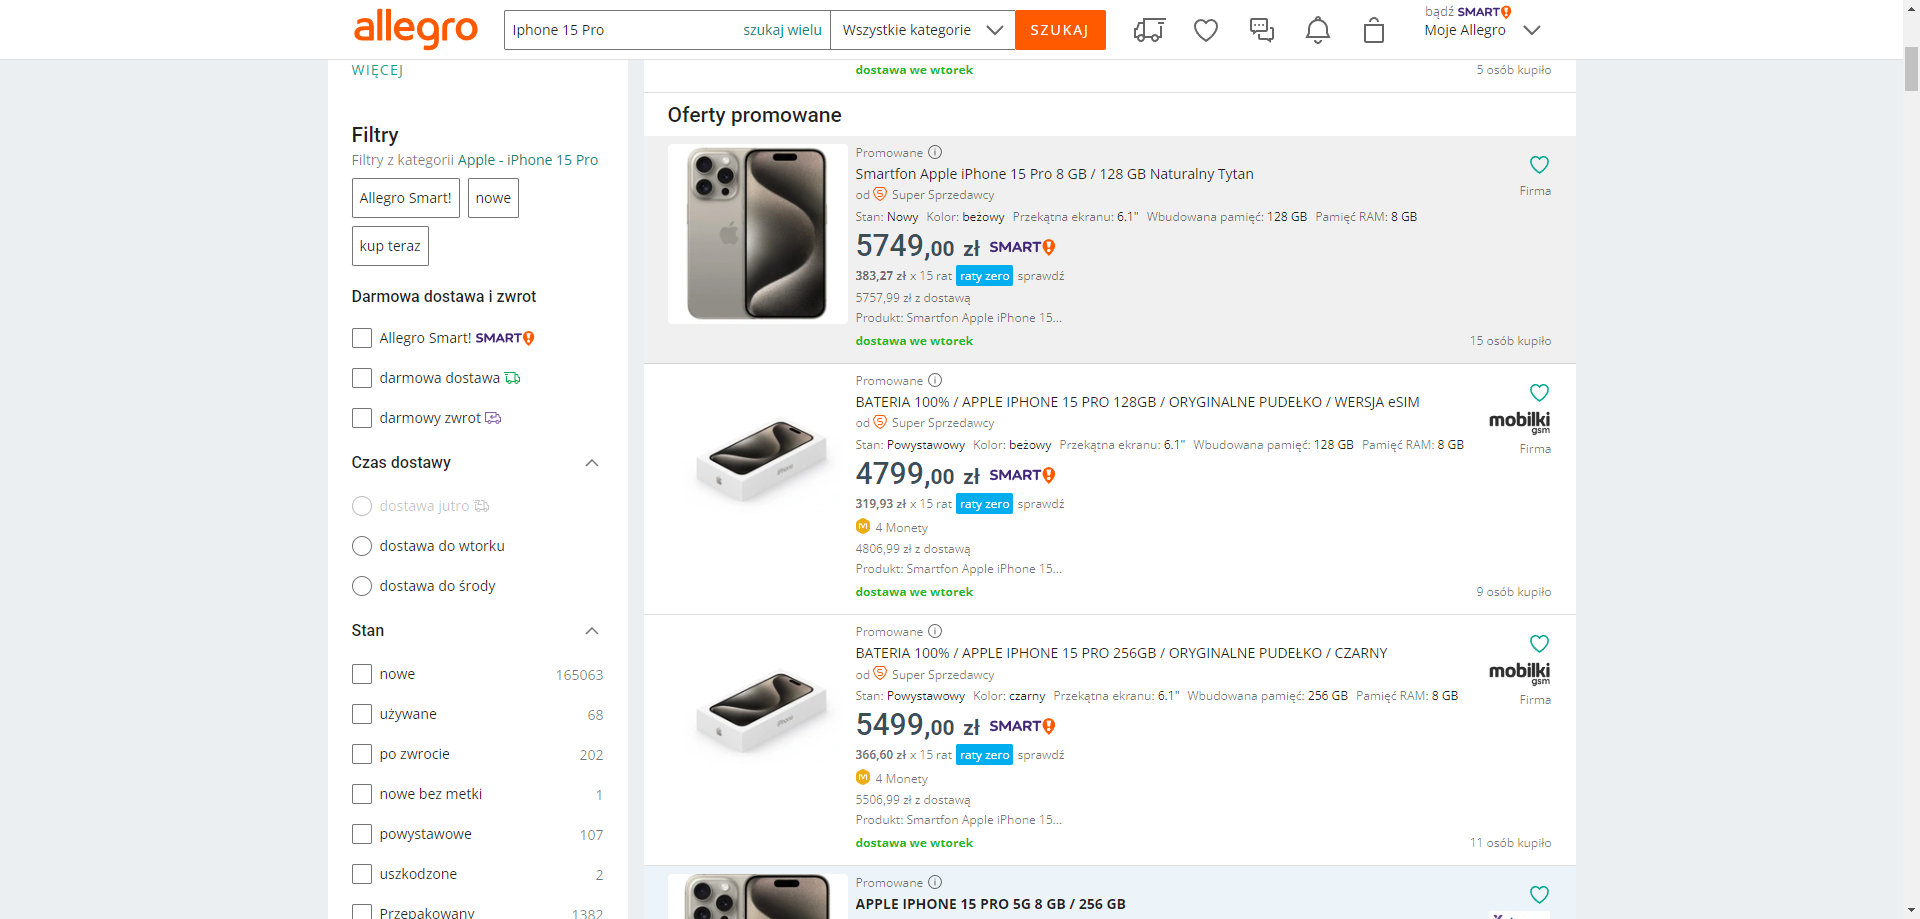 allegro
Iphone 15 Pro
szukaj wielu
Wszystkie kategorie
SZUKAJ
bądź SMART!
Moje Allegro
WIĘCEJ
Filtry
Filtry z kategorii Apple - iPhone 15 Pro
Allegro Smart!
nowe
kup teraz
Darmowa dostawa i zwrot
Allegro Smart! SMART!
darmowa dostawa
darmowy zwrot
Czas dostawy
dostawa jutro
dostawa do wtorku
dostawa do środy
Stan
nowe 165063
używane 68
po zwrocie 202
nowe bez metki 1
powystawowe 107
uszkodzone 2
Przepakowany 1382
dostawa we wtorek
5 osób kupiło
Oferty promowane
Promowane
Smartfon Apple iPhone 15 Pro 8 GB / 128 GB Naturalny Tytan
Firma
od Super Sprzedawcy
Stan: Nowy Kolor: beżowy Przekątna ekranu: 6.1" Wbudowana pamięć: 128 GB Pamięć RAM: 8 GB
5749,00 zł SMART!
383,27 zł x 15 rat raty zero sprawdź
5757,99 zł z dostawą
Produkt: Smartfon Apple iPhone 15...
dostawa we wtorek
15 osób kupiło
Promowane
BATERIA 100% / APPLE IPHONE 15 PRO 128GB / ORYGINALNE PUDEŁKO / WERSJA eSIM
mobilki
gsm
Firma
od Super Sprzedawcy
Stan: Powystawowy Kolor: beżowy Przekątna ekranu: 6.1" Wbudowana pamięć: 128 GB Pamięć RAM: 8 GB
4799,00 zł SMART!
319,93 zł x 15 rat raty zero sprawdź
4 Monety
4806,99 zł z dostawą
Produkt: Smartfon Apple iPhone 15...
dostawa we wtorek
9 osób kupiło
Promowane
BATERIA 100% / APPLE IPHONE 15 PRO 256GB / ORYGINALNE PUDEŁKO / CZARNY
mobilki
gsm
Firma
od Super Sprzedawcy
Stan: Powystawowy Kolor: czarny Przekątna ekranu: 6.1" Wbudowana pamięć: 256 GB Pamięć RAM: 8 GB
5499,00 zł SMART!
366,60 zł x 15 rat raty zero sprawdź
4 Monety
5506,99 zł z dostawą
Produkt: Smartfon Apple iPhone 15...
dostawa we wtorek
11 osób kupiło
Promowane
APPLE IPHONE 15 PRO 5G 8 GB / 256 GB